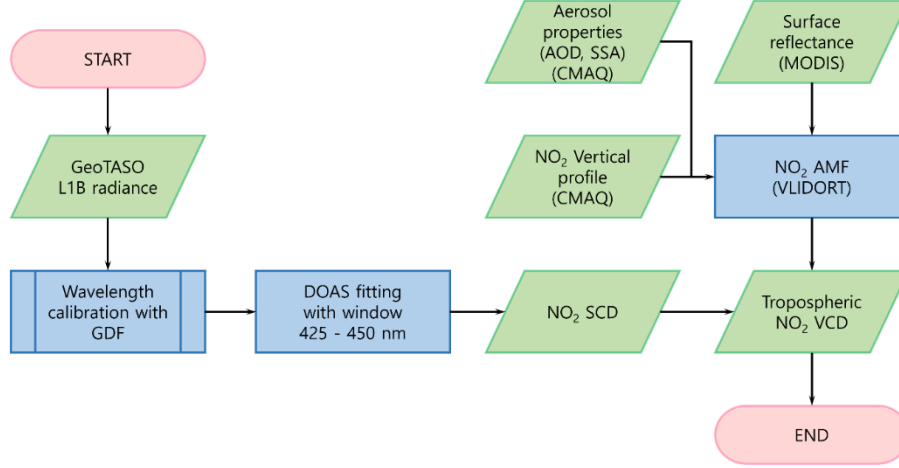 START
GeoTASO
L1B radiance
Wavelength
calibration with
GDF
DOAS fitting
with window
425 - 450 nm
NO₂ SCD
Aerosol
properties
(AOD, SSA)
(CMAQ)
NO₂ Vertical
profile
(CMAQ)
Surface
reflectance
(MODIS)
NO₂ AMF
(VLIDORT)
Tropospheric
NO₂ VCD
END